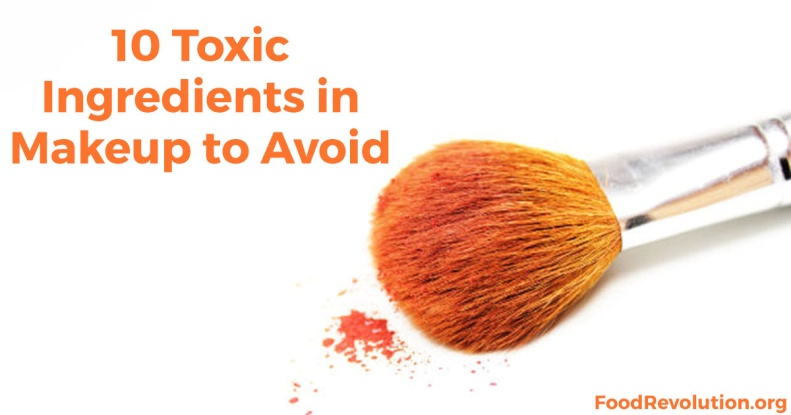 10 Toxic
Ingredients in
Makeup to Avoid
FoodRevolution.org